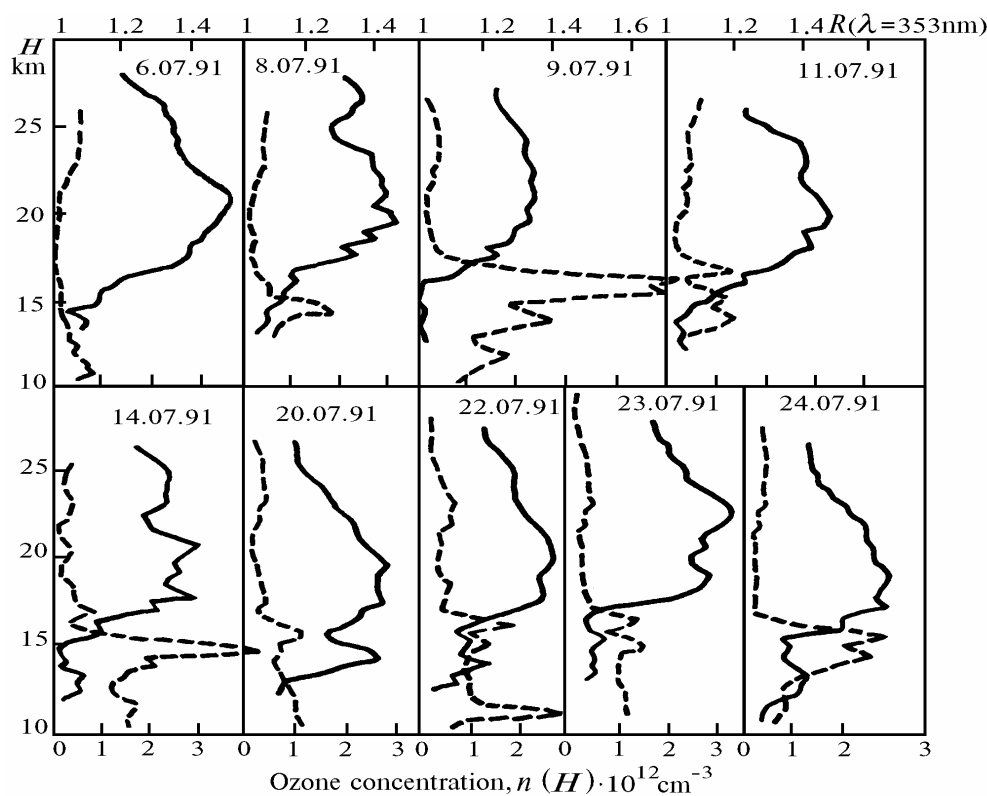 1 1.2 1.4 1 1.2 1.4 1 1.2 1.4 1.6 1 1.2 1.4 R(λ=353nm)
H
km
6.07.91 8.07.91 9.07.91 11.07.91
25
20
15
10
14.07.91 20.07.91 22.07.91 23.07.91 24.07.91
25
20
15
10
0 1 2 3 0 1 2 3 0 1 2 0 1 2 3 0 1 2 3
Ozone concentration, n (H)·10¹²cm⁻³